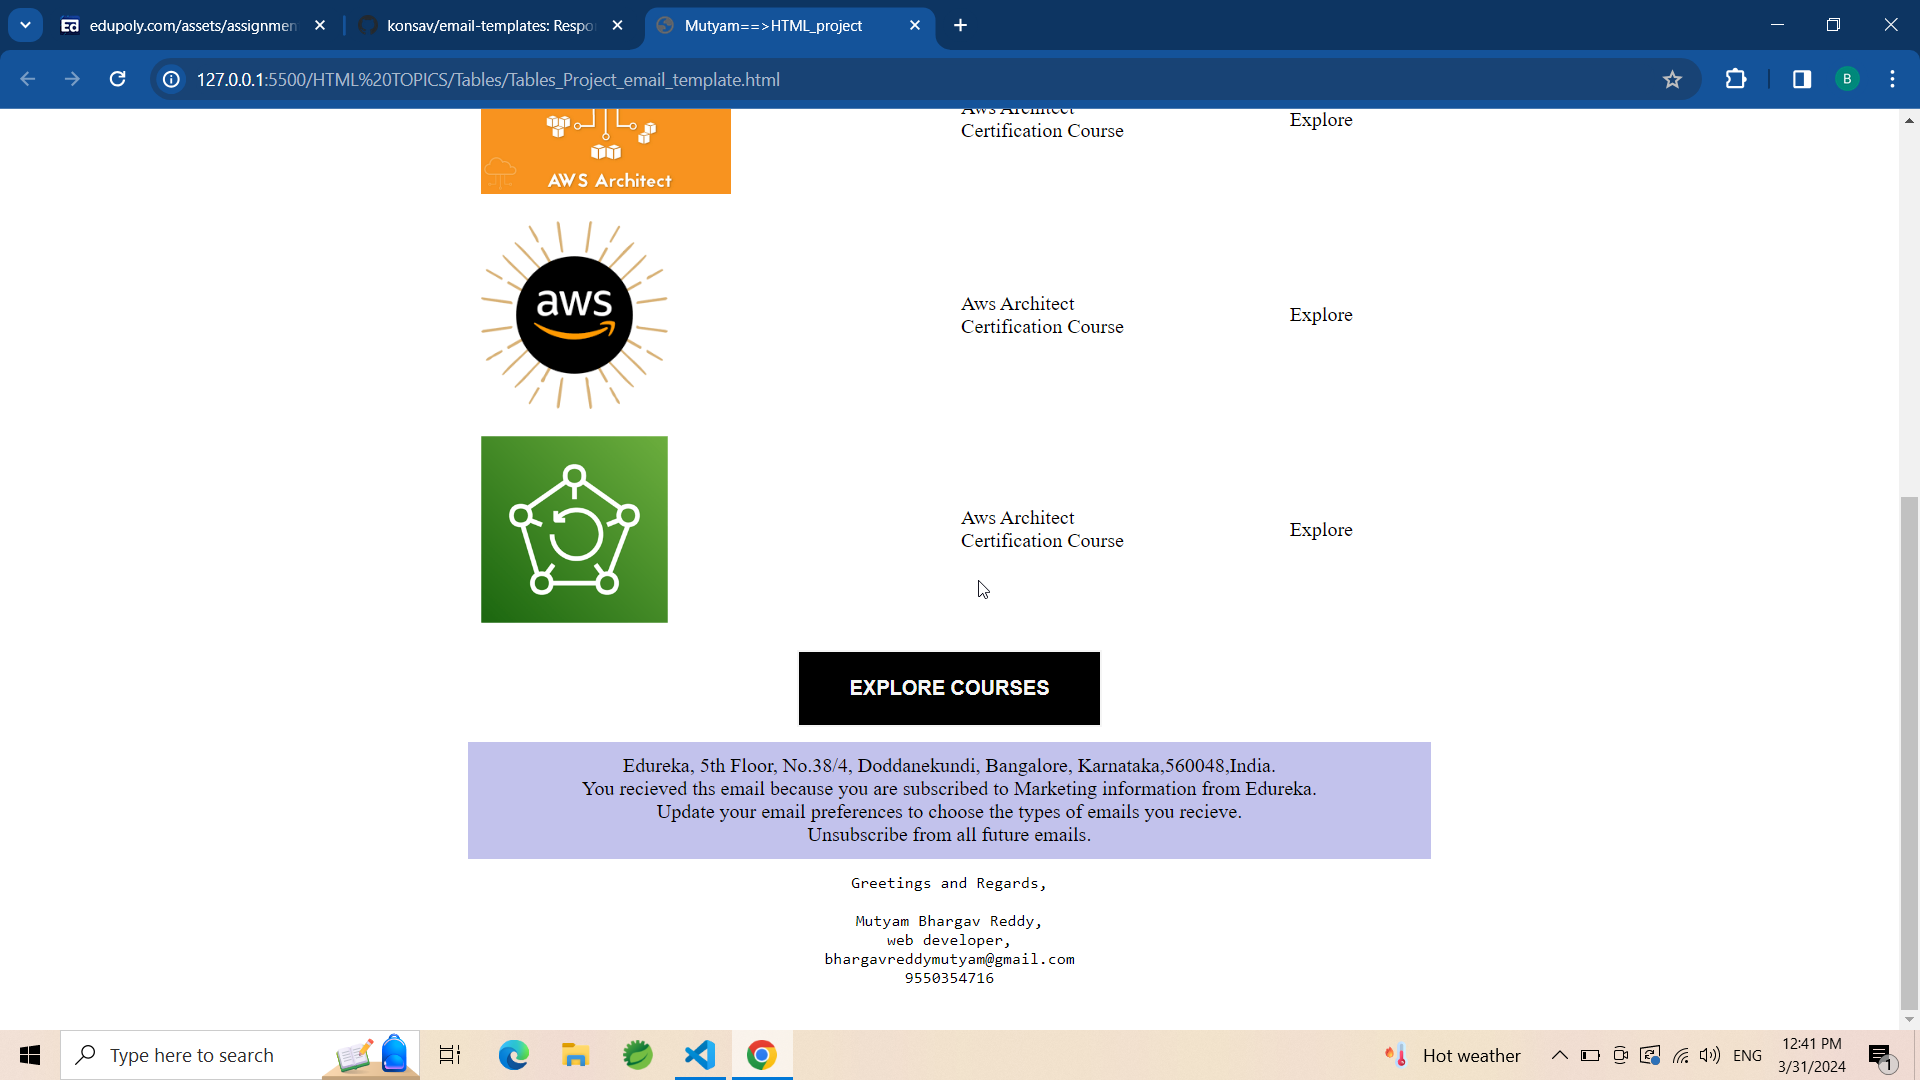 Ed edupoly.com/assets/assignmen
konsav/email-templates: Respo
Mutyam==>HTML_project
127.0.0.1:5500/HTML%20TOPICS/Tables/Tables_Project_email_template.html
B
Aws Architect
Certification Course
Explore
AWS Architect
aws
Aws Architect
Certification Course
Explore
Aws Architect
Certification Course
Explore
EXPLORE COURSES
Edureka, 5th Floor, No.38/4, Doddanekundi, Bangalore, Karnataka,560048,India.
You recieved ths email because you are subscribed to Marketing information from Edureka.
Update your email preferences to choose the types of emails you recieve.
Unsubscribe from all future emails.
Greetings and Regards,
Mutyam Bhargav Reddy,
web developer,
bhargavreddymutyam@gmail.com
9550354716
Type here to search
Hot weather
ENG
12:41 PM
3/31/2024
1